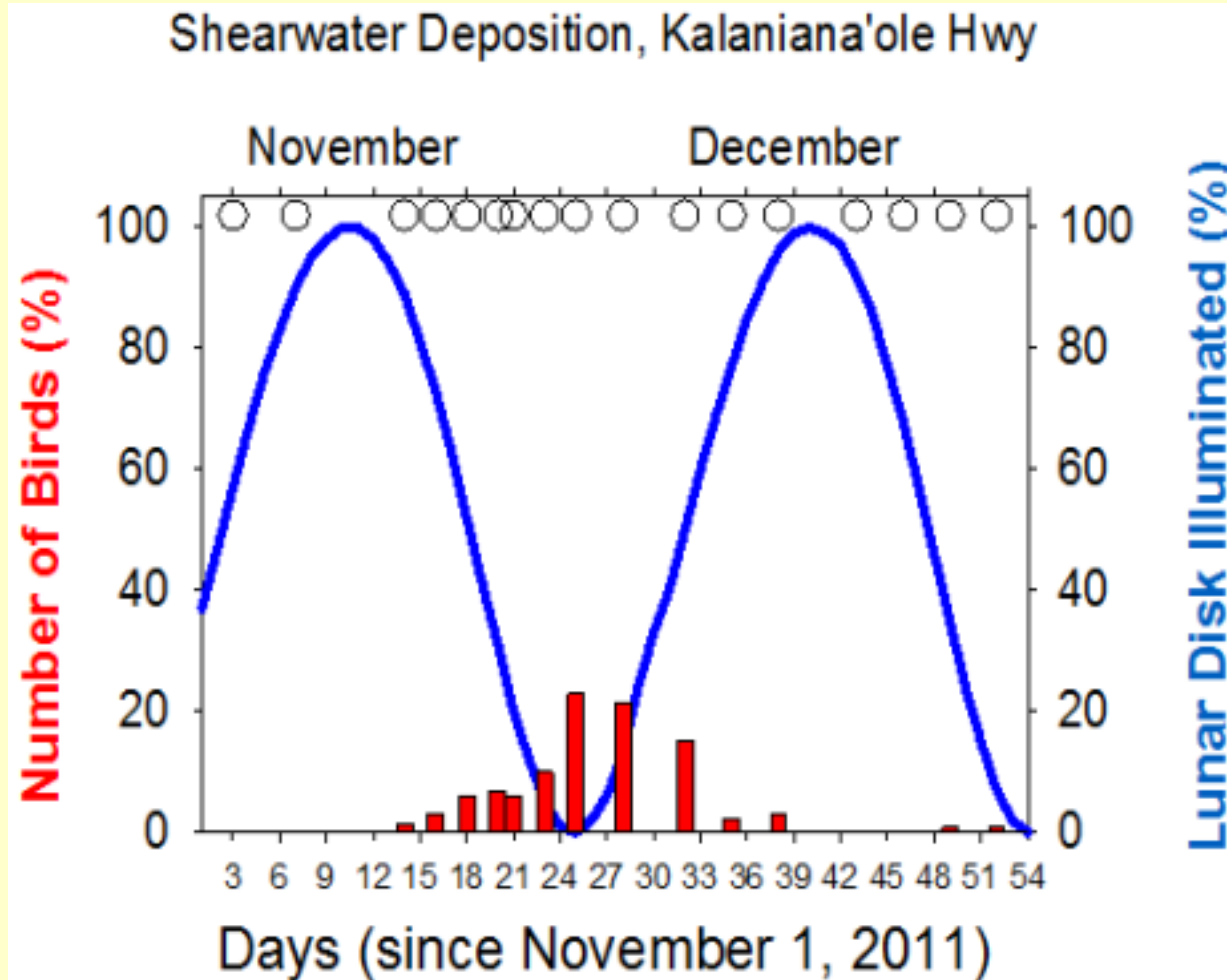 Shearwater Deposition, Kalaniana'ole Hwy
November December
100 100
80 80
60 60
40 40
20 20
0 0
Number of Birds (%)
Lunar Disk Illuminated (%)
3 6 9 12 15 18 21 24 27 30 33 36 39 42 45 48 51 54
Days (since November 1, 2011)